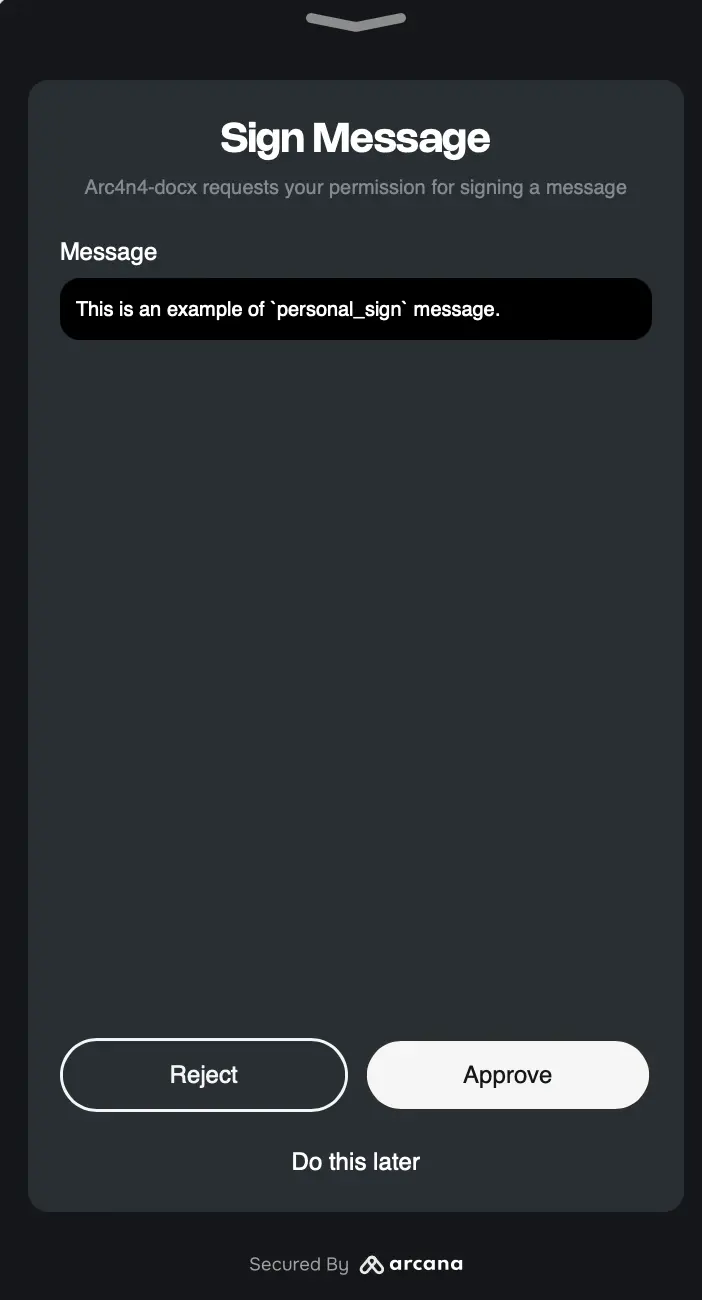 Sign Message
Arc4n4-docx requests your permission for signing a message
Message
This is an example of `personal_sign` message.
Reject
Approve
Do this later
Secured By arcana